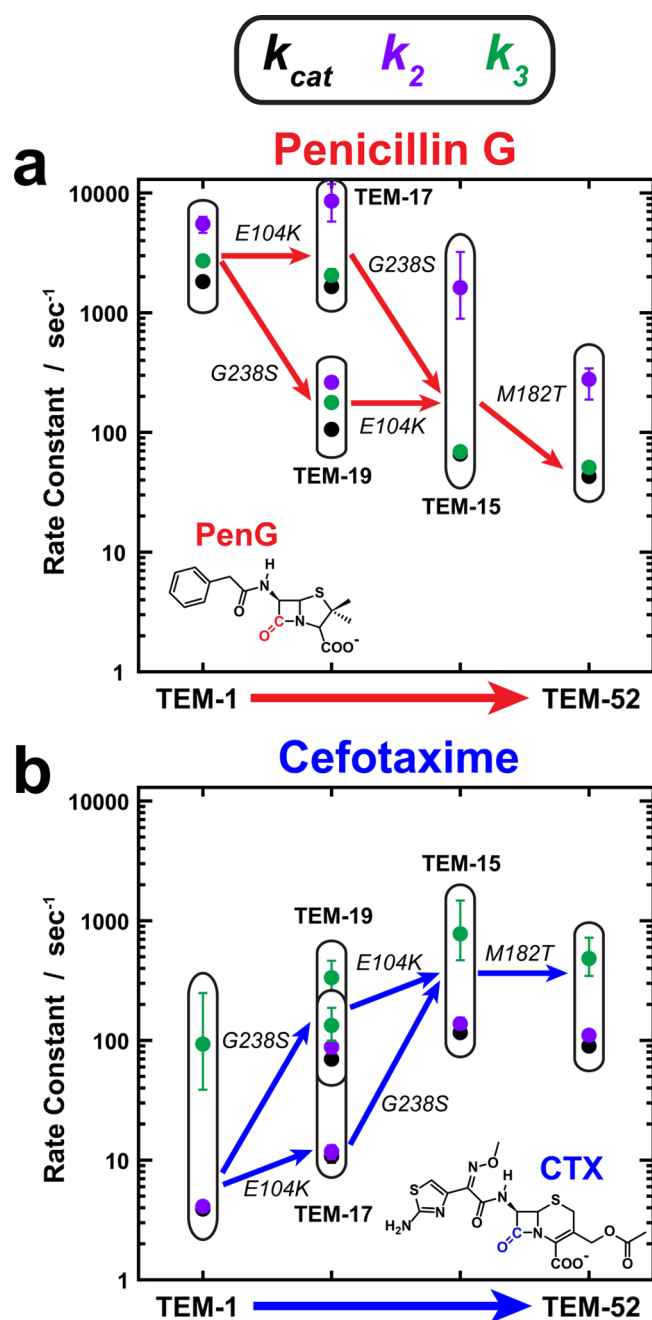 kcat k2 k3
a
Penicillin G
10000
1000
100
10
1
Rate Constant / sec⁻¹
TEM-17
E104K
G238S
G238S
E104K
M182T
TEM-19
TEM-15
PenG
H
N
O
S
N
O
C
COO⁻
TEM-1
TEM-52
b
Cefotaxime
10000
1000
100
10
1
Rate Constant / sec⁻¹
TEM-15
TEM-19
E104K
M182T
G238S
G238S
E104K
TEM-17
CTX
N
O
H
S
N
N
S
H₂N
O
O
C
N
O
COO⁻
O
TEM-1
TEM-52